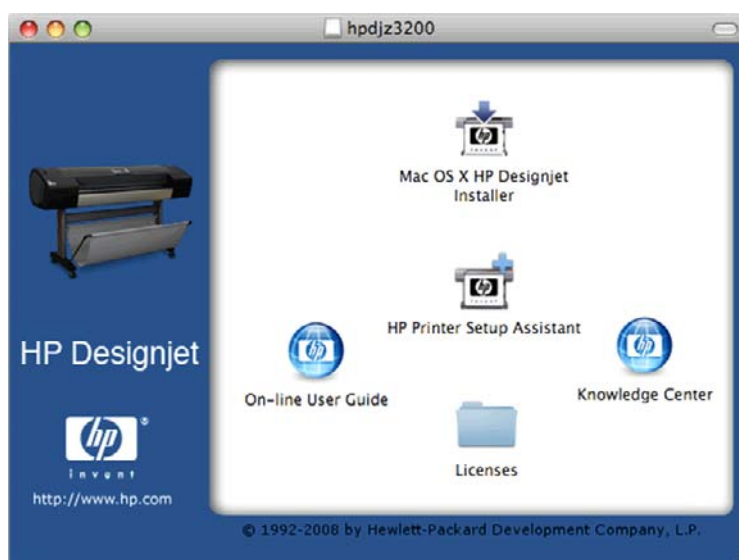 hpdjz3200
Mac OS X HP Designjet
Installer
HP Printer Setup Assistant
On-line User Guide
Knowledge Center
Licenses
HP Designjet
hp
®
invent
http://www.hp.com
© 1992-2008 by Hewlett-Packard Development Company, L.P.